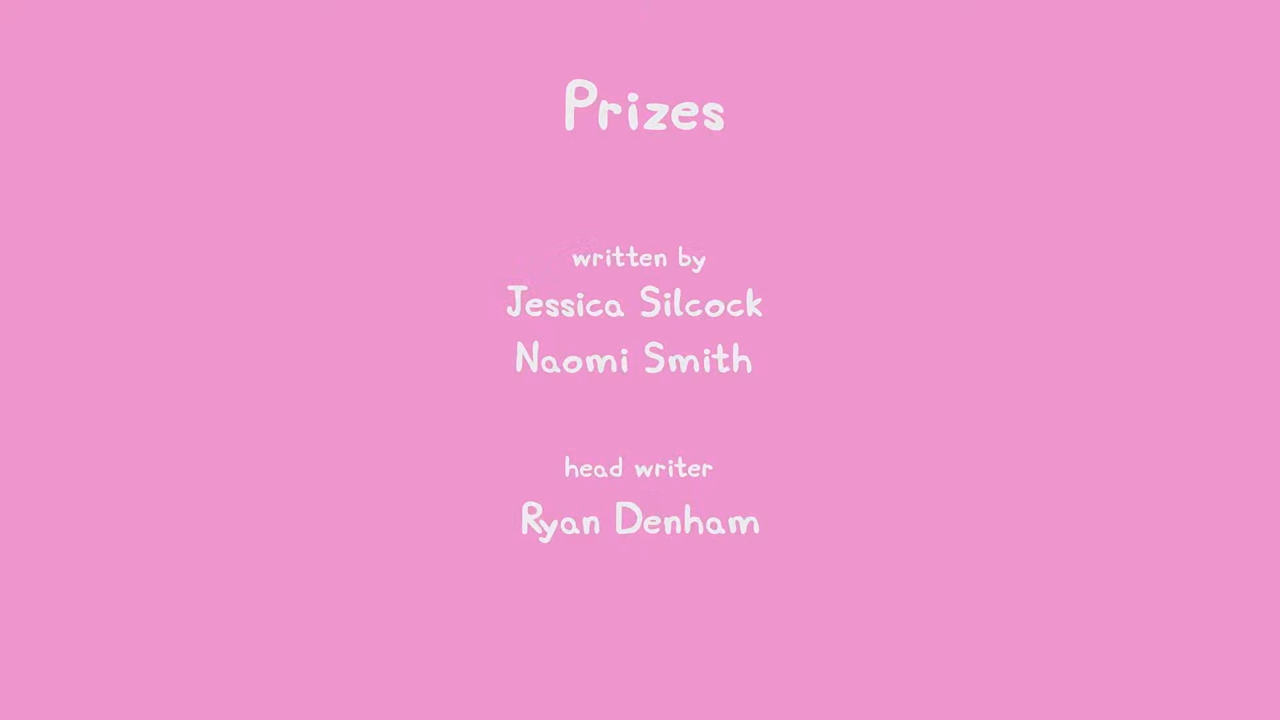 Prizes
written by
Jessica Silcock
Naomi Smith
head writer
Ryan Denham